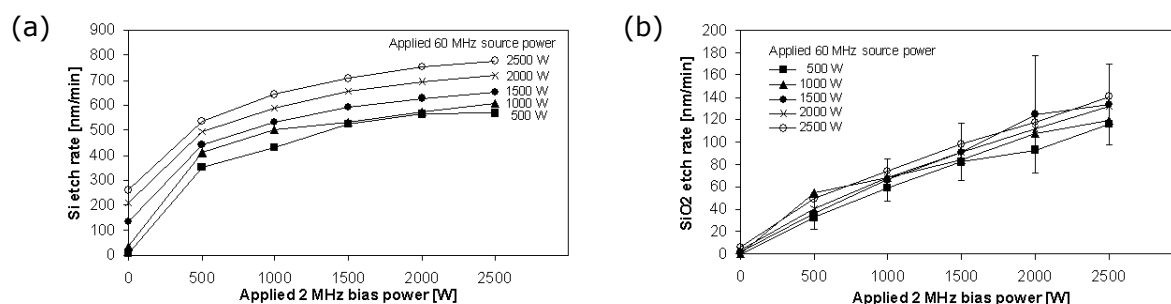 (a)
Si etch rate [nm/min]
900
800
700
600
500
400
300
200
100
0
Applied 60 MHz source power
2500 W
2000 W
1500 W
1000 W
500 W
0 500 1000 1500 2000 2500
Applied 2 MHz bias power [W]
(b)
SiO2 etch rate [nm/min]
200
180
160
140
120
100
80
60
40
20
0
Applied 60 MHz source power
500 W
1000 W
1500 W
2000 W
2500 W
0 500 1000 1500 2000 2500
Applied 2 MHz bias power [W]